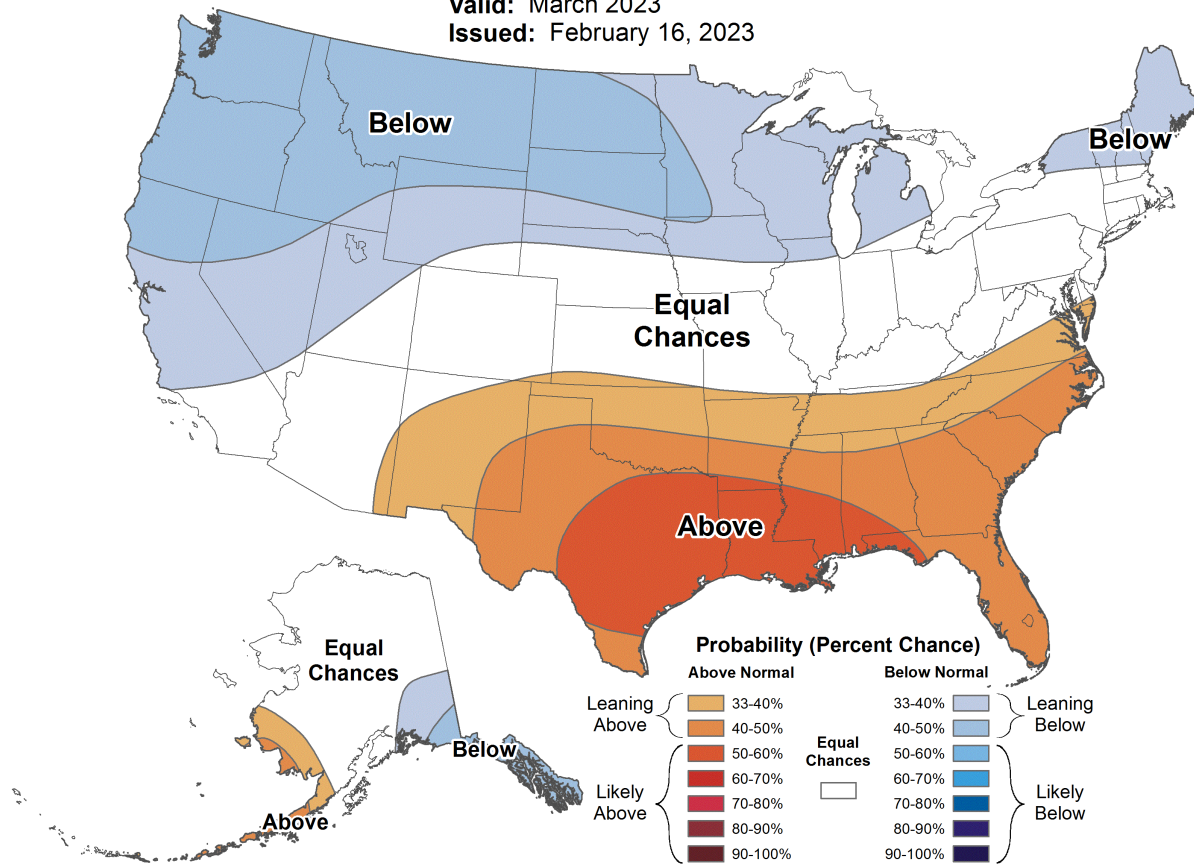 Valid: March 2023
Issued: February 16, 2023
Below
Below
Equal
Chances
Above
Equal
Chances
Below
Above
Probability (Percent Chance)
Above Normal
Below Normal
Leaning
Above
33-40%
40-50%
50-60%
60-70%
70-80%
80-90%
90-100%
Likely
Above
Equal
Chances
33-40%
40-50%
50-60%
60-70%
70-80%
80-90%
90-100%
Leaning
Below
Likely
Below